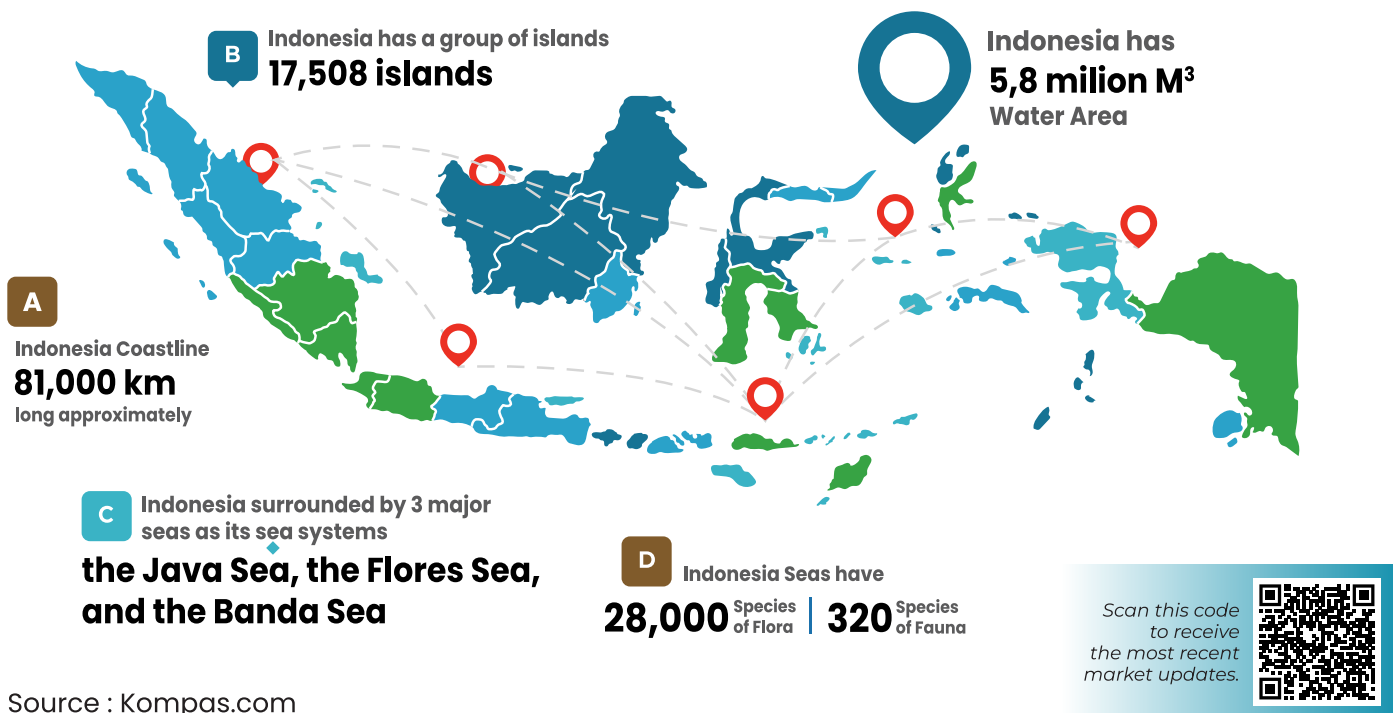 B
Indonesia has a group of islands
17,508 islands
Indonesia has
5,8 milion M³
Water Area
A
Indonesia Coastline
81,000 km
long approximately
C
Indonesia surrounded by 3 major
seas as its sea systems
the Java Sea, the Flores Sea,
and the Banda Sea
D
Indonesia Seas have
28,000 Species
of Flora
320 Species
of Fauna
Scan this code
to receive
the most recent
market updates.
Source : Kompas.com